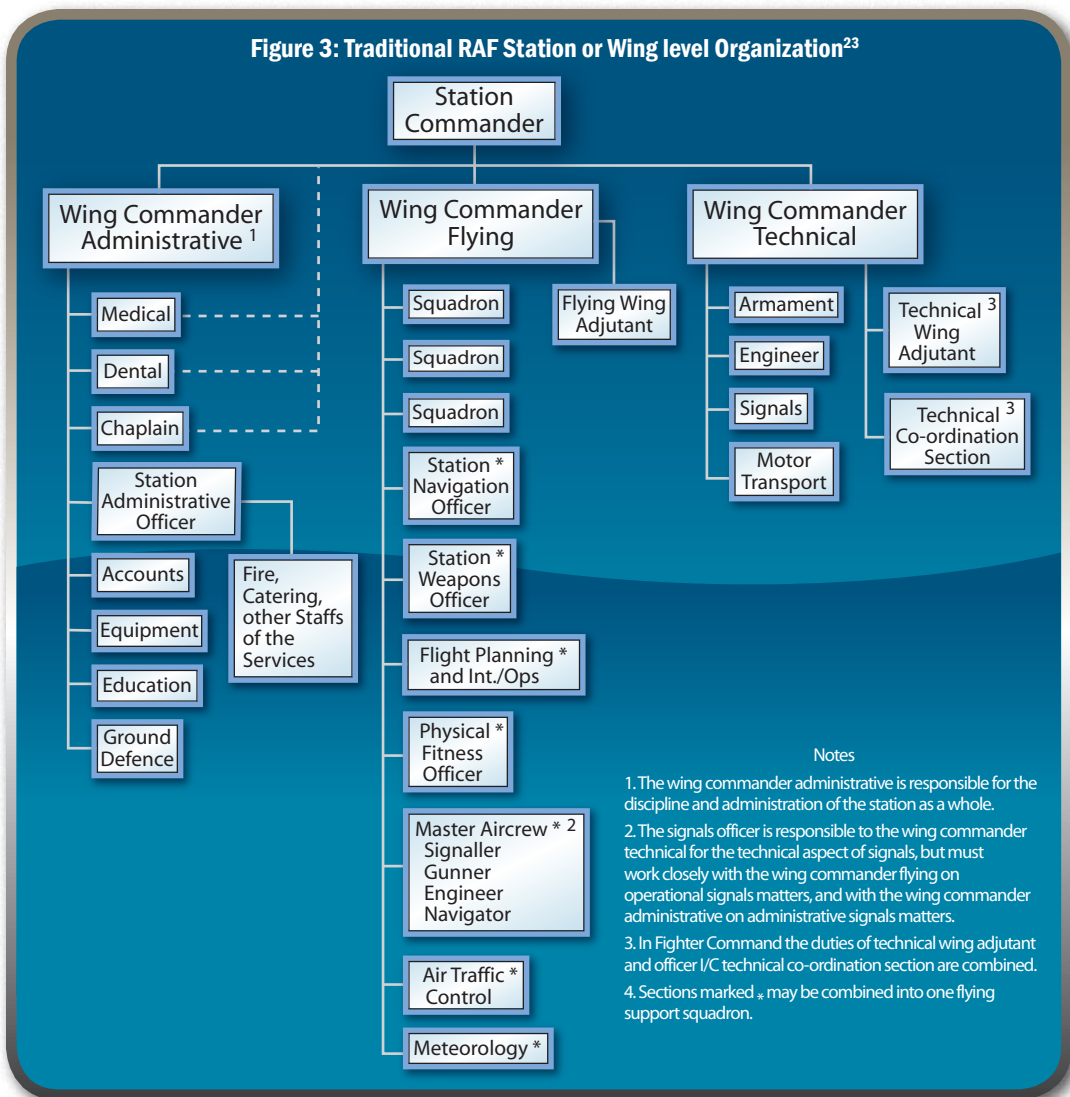 Figure 3: Traditional RAF Station or Wing level Organization23
Station
Commander
Wing Commander
Administrative 1
Wing Commander
Flying
Wing Commander
Technical
Medical
Dental
Chaplain
Station
Administrative
Officer
Accounts
Equipment
Education
Ground
Defence
Fire,
Catering,
other Staffs
of the
Services
Squadron
Squadron
Squadron
Station *
Navigation
Officer
Station *
Weapons
Officer
Flight Planning *
and Int./Ops
Physical *
Fitness
Officer
Master Aircrew * 2
Signaller
Gunner
Engineer
Navigator
Air Traffic *
Control
Meteorology *
Flying Wing
Adjutant
Armament
Engineer
Signals
Motor
Transport
Technical 3
Wing
Adjutant
Technical 3
Co-ordination
Section
Notes
1. The wing commander administrative is responsible for the
discipline and administration of the station as a whole.
2. The signals officer is responsible to the wing commander
technical for the technical aspect of signals, but must
work closely with the wing commander flying on
operational signals matters, and with the wing commander
administrative on administrative signals matters.
3. In Fighter Command the duties of technical wing adjutant
and officer I/C technical co-ordination section are combined.
4. Sections marked * may be combined into one flying
support squadron.